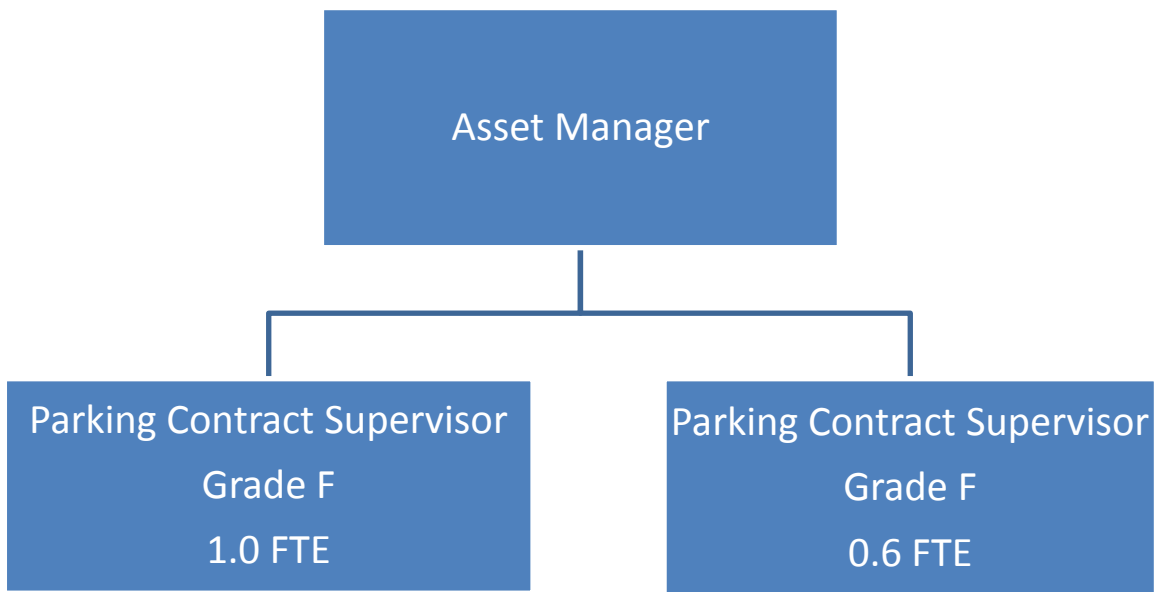 Asset Manager
Parking Contract Supervisor
Grade F
1.0 FTE
Parking Contract Supervisor
Grade F
0.6 FTE